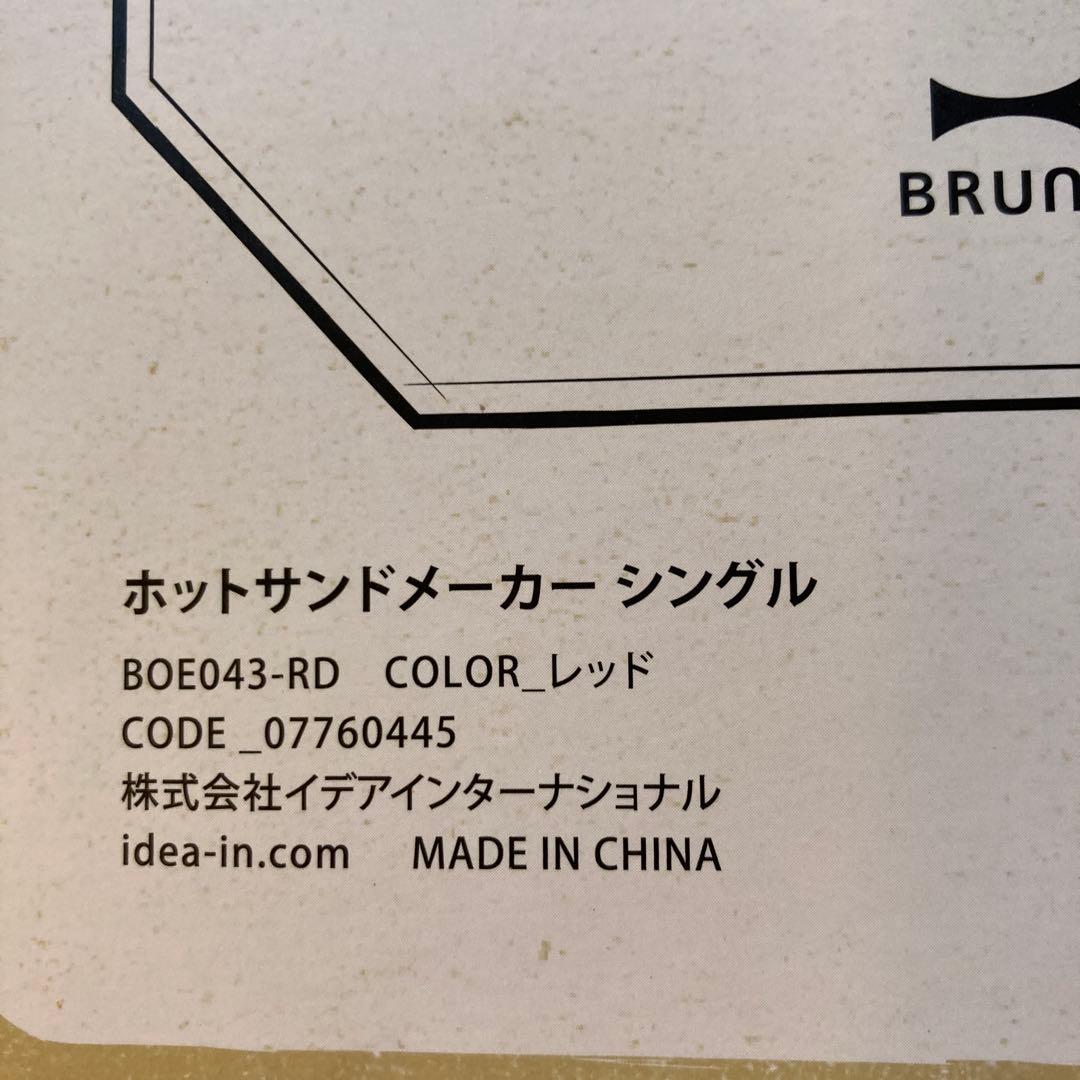 BRUN
ホットサンドメーカー シングル
BOE043-RD COLOR_レッド
CODE _07760445
株式会社イデアインターナショナル
idea-in.com MADE IN CHINA